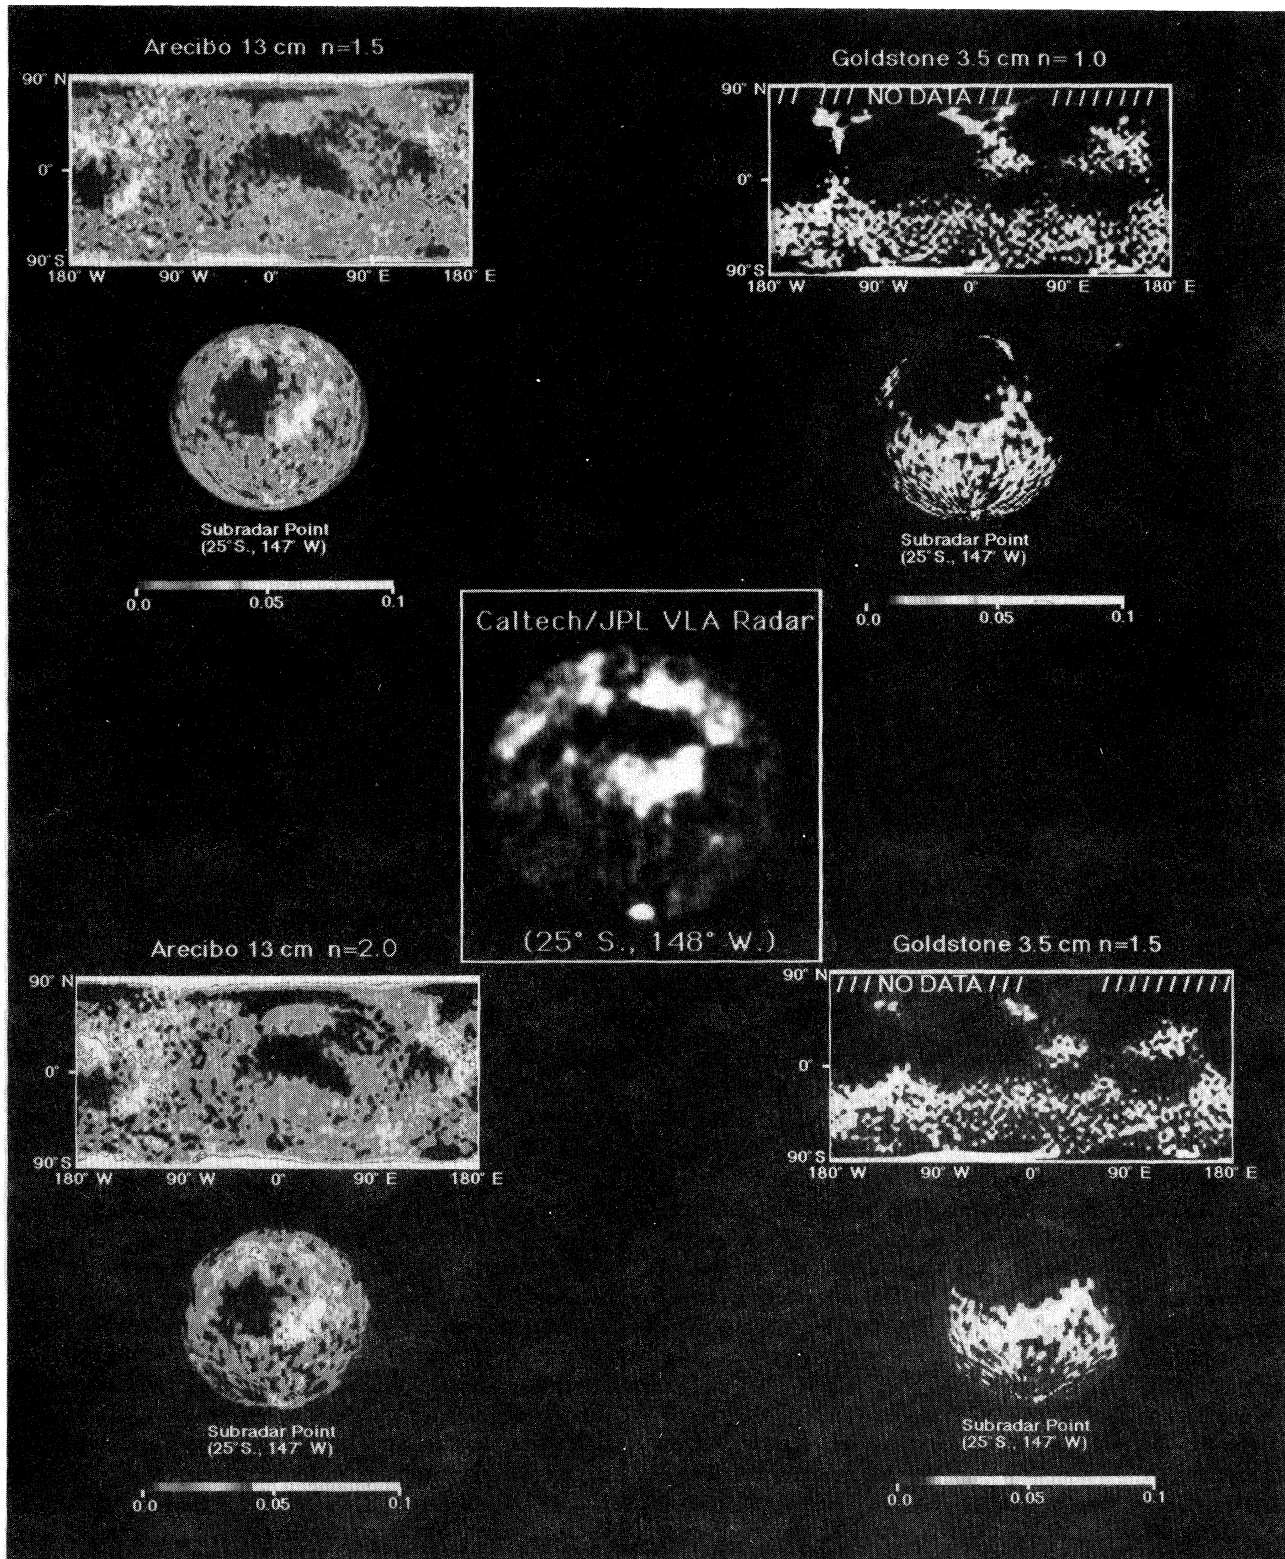 Arecibo 13 cm n=1.5
90° N
0°
90° S
180° W 90° W 0° 90° E 180° E
Subradar Point
(25° S., 147° W)
0.0 0.05 0.1
Goldstone 3.5 cm n=1.0
90° N
NO DATA
0°
90° S
180° W 90° W 0° 90° E 180° E
Subradar Point
(25° S., 147° W)
0.0 0.05 0.1
Caltech/JPL VLA Radar
(25° S., 148° W.)
Arecibo 13 cm n=2.0
90° N
0°
90° S
180° W 90° W 0° 90° E 180° E
Subradar Point
(25° S., 147° W)
0.0 0.05 0.1
Goldstone 3.5 cm n=1.5
90° N
NO DATA
0°
90° S
180° W 90° W 0° 90° E 180° E
Subradar Point
(25° S., 147° W)
0.0 0.05 0.1